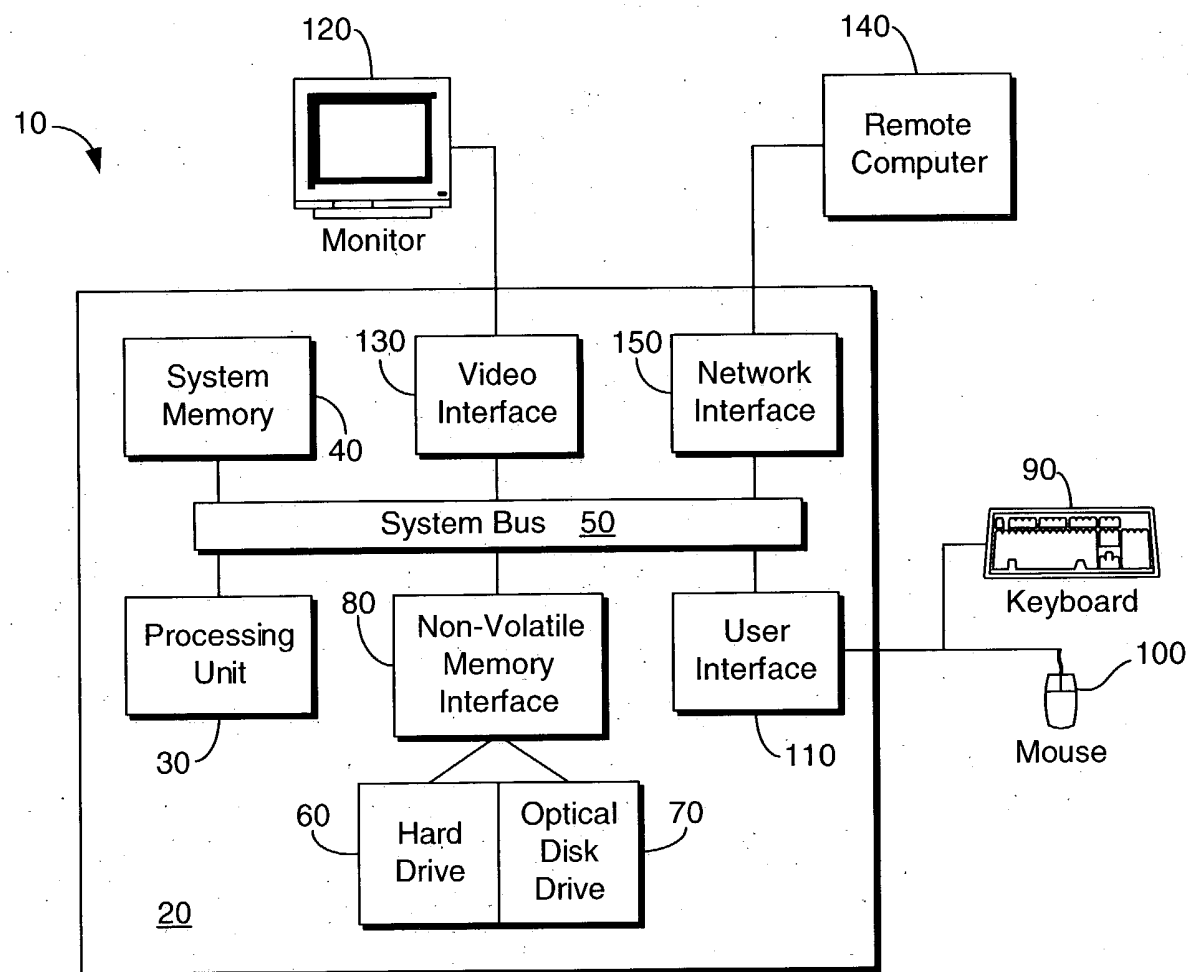 120
140
10
Remote
Computer
Monitor
130
150
System
Memory
Video
Interface
Network
Interface
40
90
System Bus 50
Keyboard
80
Processing
Unit
Non-Volatile
Memory
Interface
User
Interface
100
30
110
Mouse
60
70
Hard
Drive
Optical
Disk
Drive
20